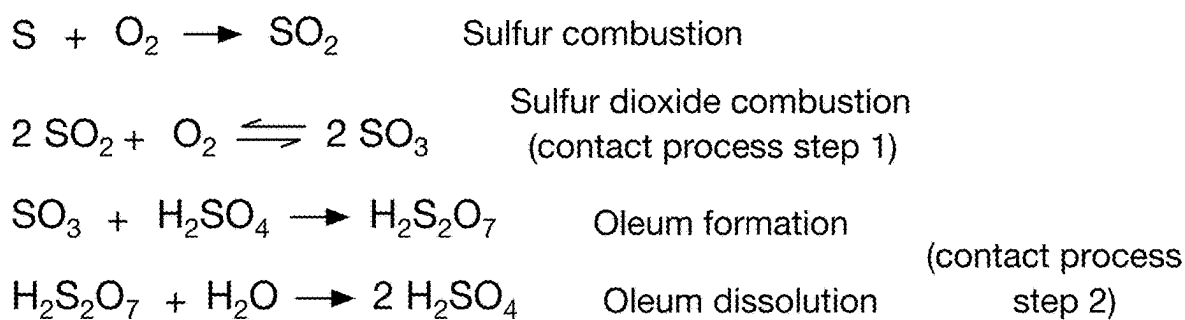 S + O₂ → SO₂ Sulfur combustion
2 SO₂ + O₂ ⇌ 2 SO₃ Sulfur dioxide combustion
(contact process step 1)
SO₃ + H₂SO₄ → H₂S₂O₇ Oleum formation
H₂S₂O₇ + H₂O → 2 H₂SO₄ Oleum dissolution
(contact process
step 2)